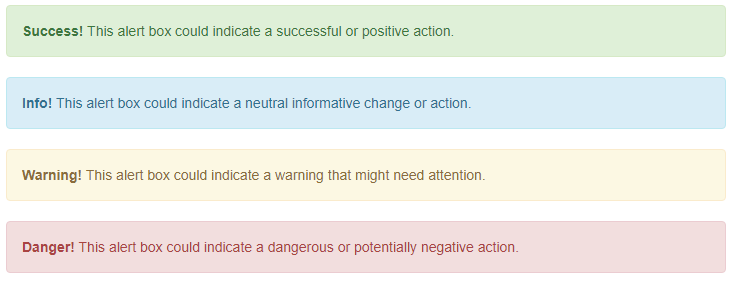 Success! This alert box could indicate a successful or positive action.
Info! This alert box could indicate a neutral informative change or action.
Warning! This alert box could indicate a warning that might need attention.
Danger! This alert box could indicate a dangerous or potentially negative action.